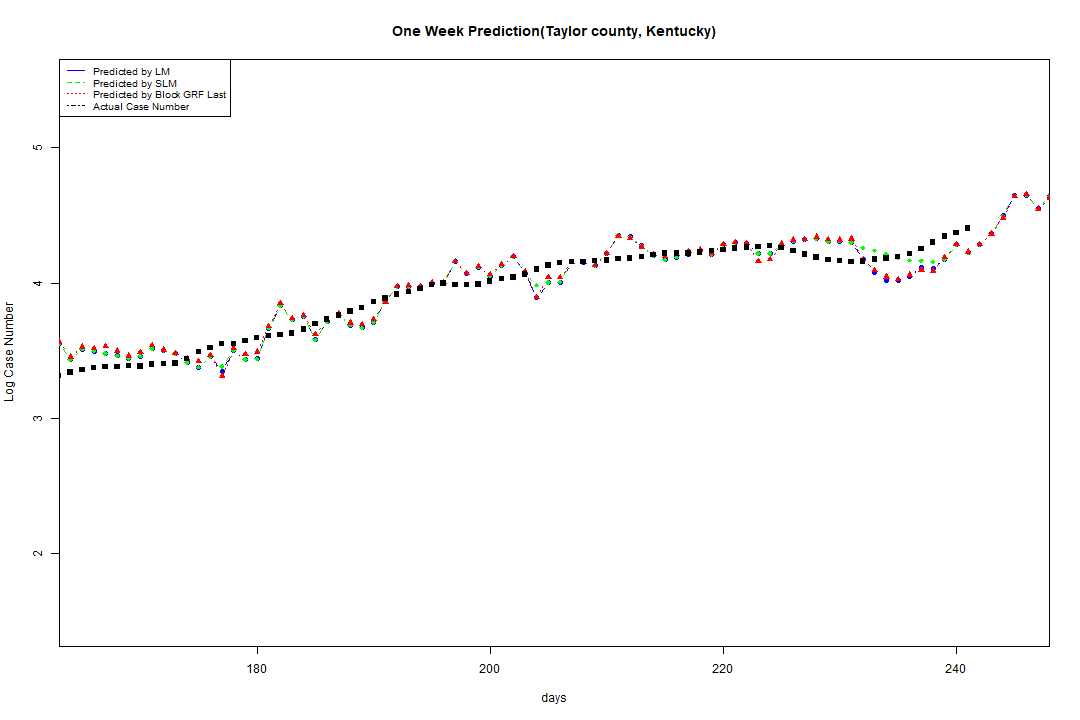 One Week Prediction(Taylor county, Kentucky)
Predicted by LM
Predicted by SLM
Predicted by Block GRF Last
Actual Case Number
5
4
3
2
Log Case Number
180 200 220 240
days